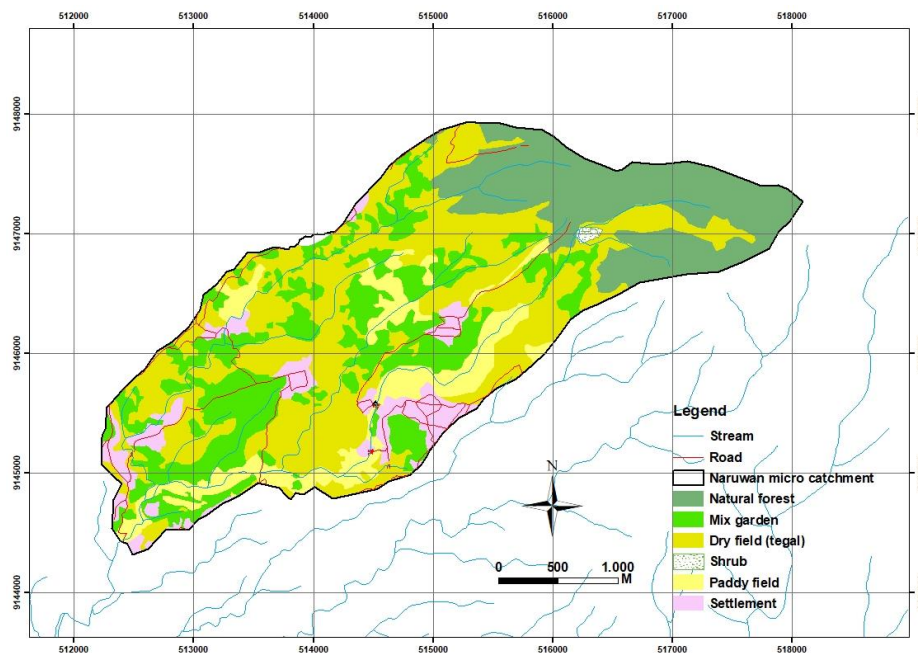 512000 513000 514000 515000 516000 517000 518000
9148000
9147000
9146000
9145000
9144000
Legend
Stream
Road
Naruwan micro catchment
Natural forest
Mix garden
Dry field (tegal)
Shrub
Paddy field
Settlement
N
0 500 1.000
M
512000 513000 514000 515000 516000 517000 518000